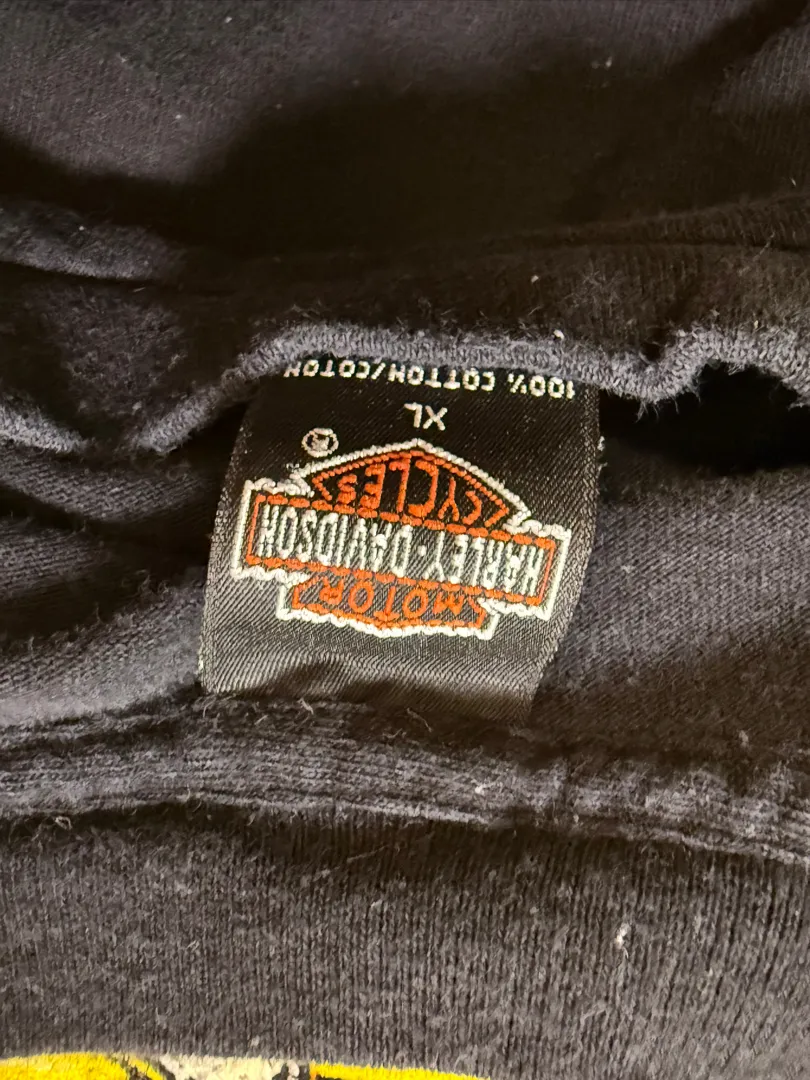 MOTOR
HARLEY-DAVIDSON
CYCLES
®
XL
100% COTTON/COTON